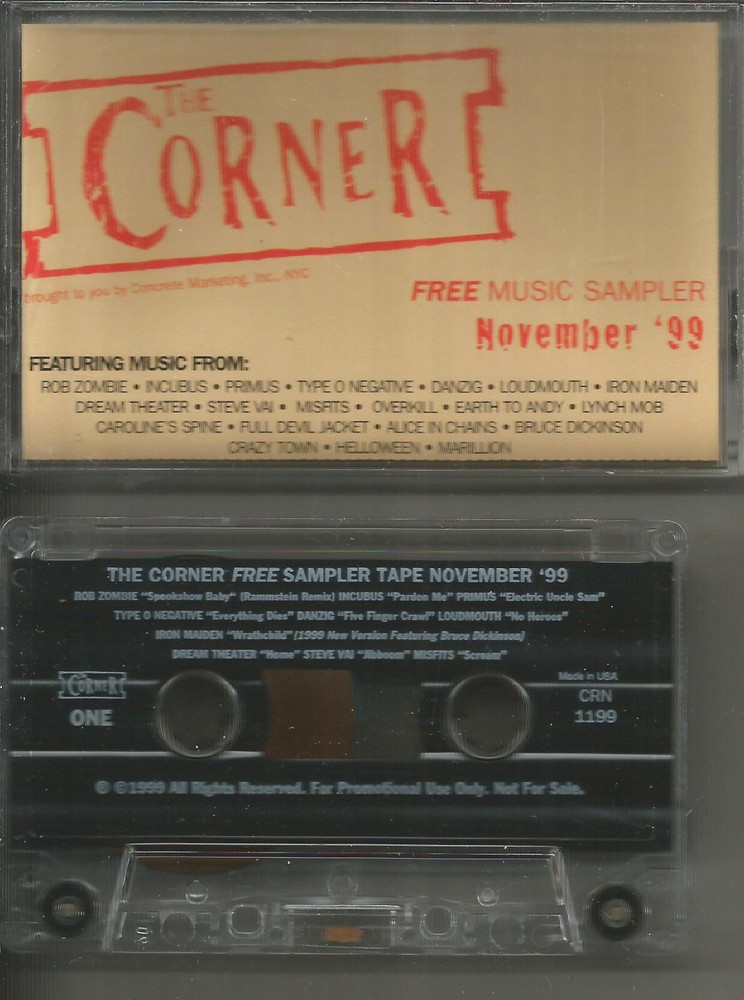 THE
CORNER
brought to you by Concrete Marketing, Inc., NYC
FREE MUSIC SAMPLER
November '99
FEATURING MUSIC FROM:
ROB ZOMBIE • INCUBUS • PRIMUS • TYPE O NEGATIVE • DANZIG • LOUDMOUTH • IRON MAIDEN
DREAM THEATER • STEVE VAI • MISFITS • OVERKILL • EARTH TO ANDY • LYNCH MOB
CAROLINE'S SPINE • FULL DEVIL JACKET • ALICE IN CHAINS • BRUCE DICKINSON
CRAZY TOWN • HELLOWEEN • MARILLION
THE CORNER FREE SAMPLER TAPE NOVEMBER '99
ROB ZOMBIE "Spookshow Baby" (Rammstein Remix) INCUBUS "Pardon Me" PRIMUS "Electric Uncle Sam"
TYPE O NEGATIVE "Everything Dies" DANZIG "Five Finger Crawl" LOUDMOUTH "No Heroes"
IRON MAIDEN "Wrathchild" (1999 New Version Featuring Bruce Dickinson)
DREAM THEATER "Home" STEVE VAI "Jibboom" MISFITS "Scream"
THE CORNER
ONE
Made in USA
CRN
1199
℗ ©1999 All Rights Reserved. For Promotional Use Only. Not For Sale.